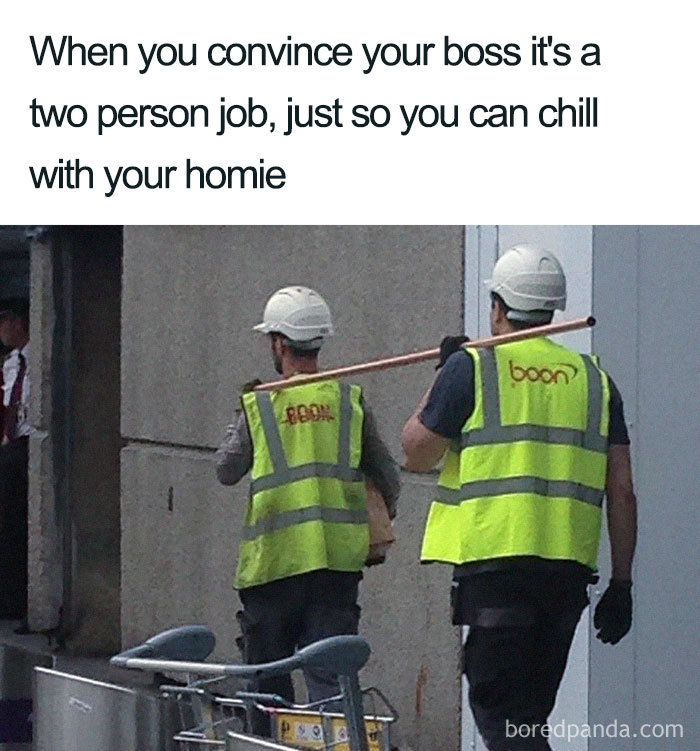 When you convince your boss it's a
two person job, just so you can chill
with your homie
BOON
boon
boredpanda.com